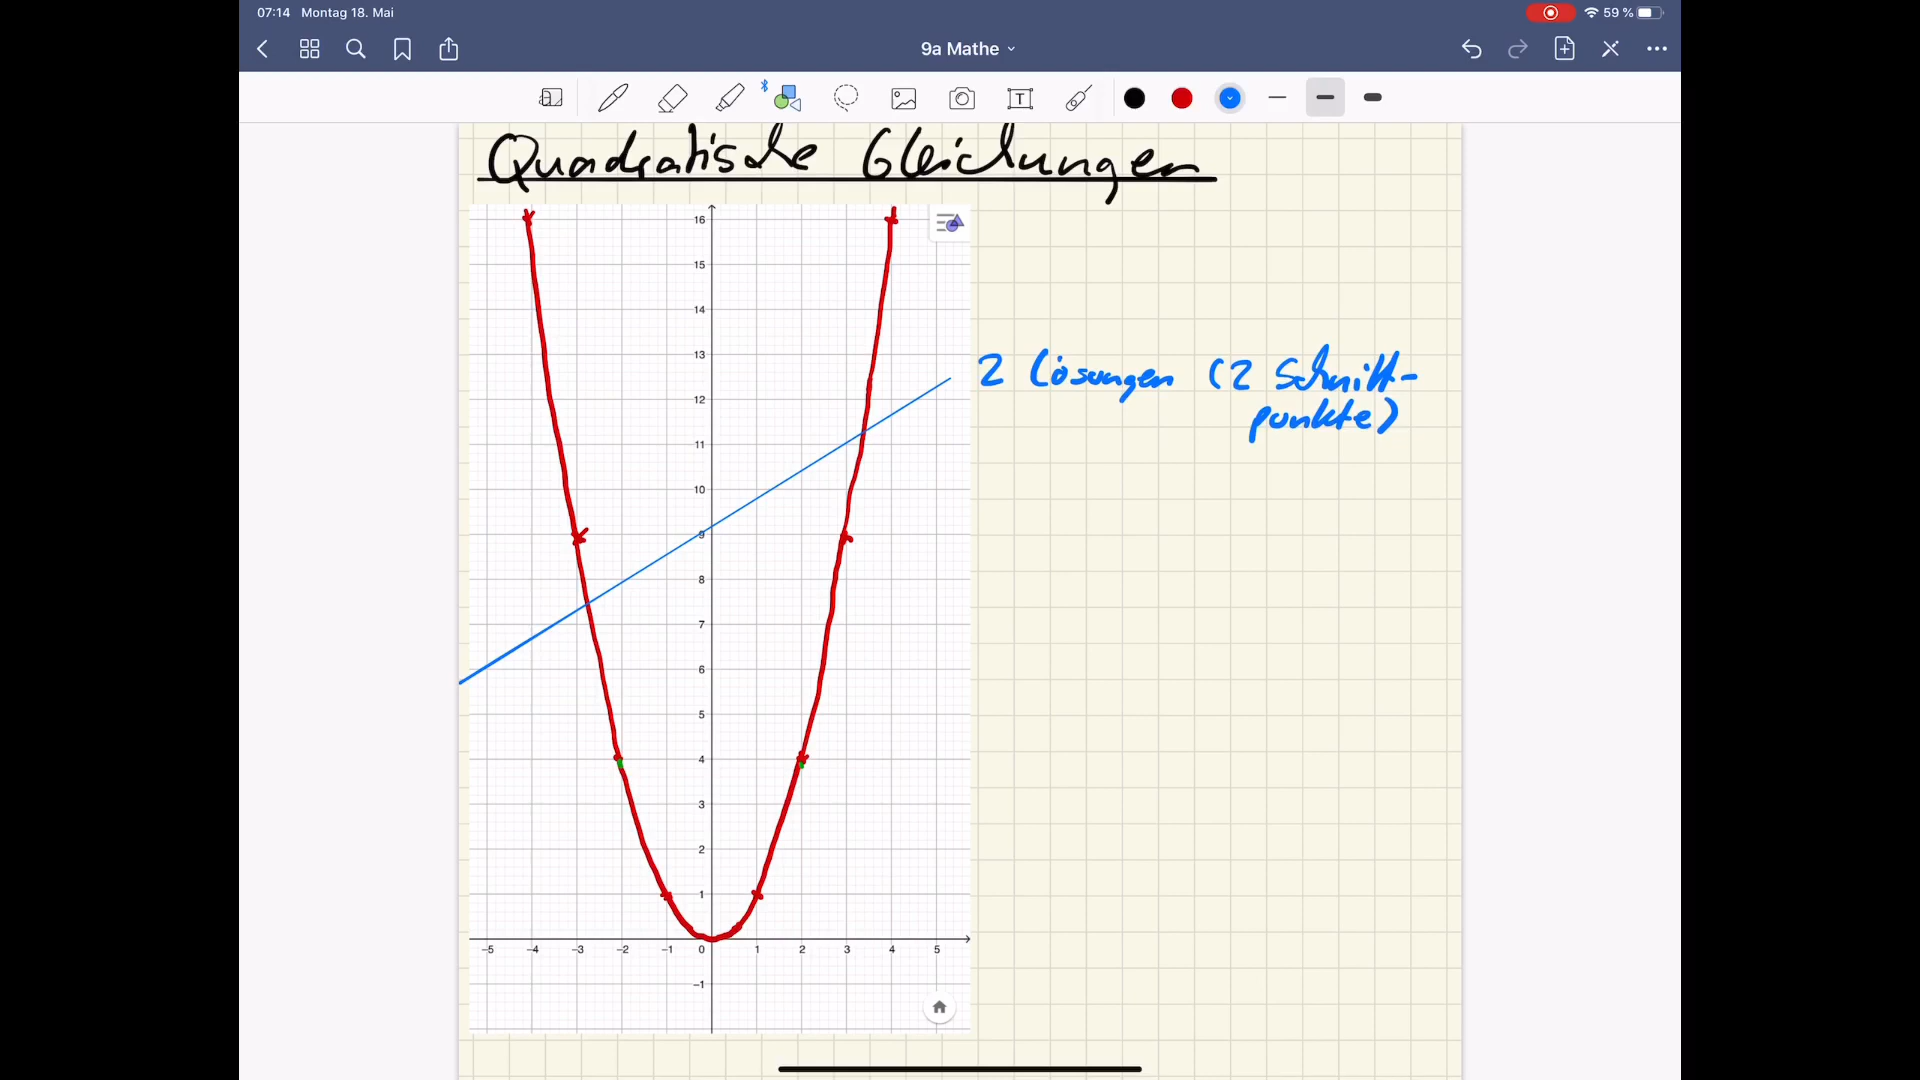 07:14 Montag 18. Mai
59 %
9a Mathe
T
Quadratische Gleichungen
16
15
14
13
2 Lösungen (2 Schnitt-
punkte)
12
11
10
9
8
7
6
5
4
3
2
1
−5 −4 −3 −2 −1 0 1 2 3 4 5
−1